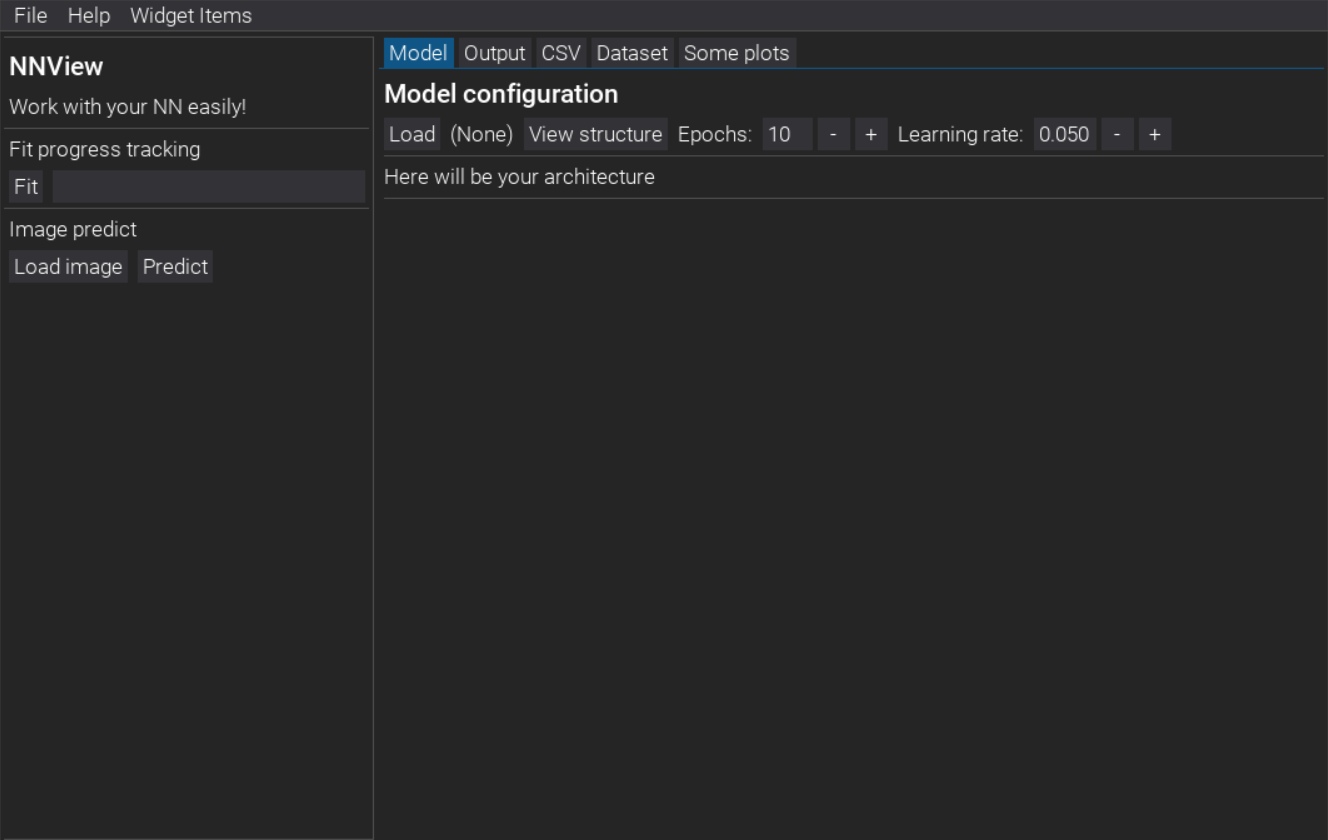 File Help Widget Items
NNView
Work with your NN easily!
Fit progress tracking
Fit
Image predict
Load image Predict
Model Output CSV Dataset Some plots
Model configuration
Load (None) View structure Epochs: 10 - + Learning rate: 0.050 - +
Here will be your architecture